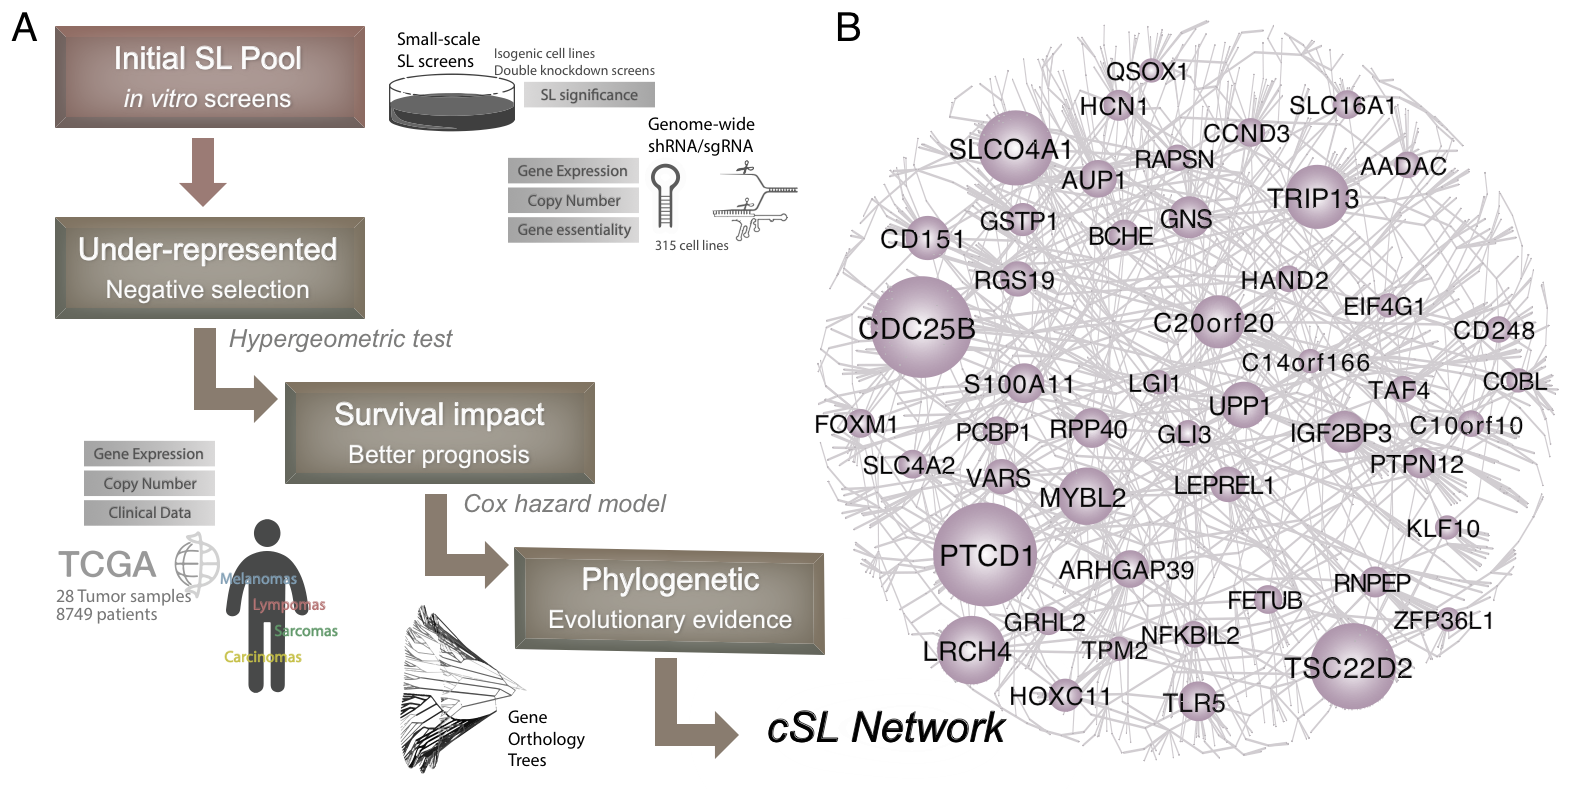 A
Initial SL Pool
in vitro screens
Small-scale
SL screens
Isogenic cell lines
Double knockdown screens
SL significance
Genome-wide
shRNA/sgRNA
Gene Expression
Copy Number
Gene essentiality
315 cell lines
Under-represented
Negative selection
Hypergeometric test
Survival impact
Better prognosis
Gene Expression
Copy Number
Clinical Data
TCGA
28 Tumor samples
8749 patients
Melanomas
Lympomas
Sarcomas
Carcinomas
Cox hazard model
Phylogenetic
Evolutionary evidence
Gene
Orthology
Trees
cSL Network
B
QSOX1
HCN1
SLC16A1
SLCO4A1
CCND3
RAPSN
AADAC
AUP1
TRIP13
GSTP1
GNS
CD151
BCHE
RGS19
HAND2
EIF4G1
CDC25B
C20orf20
CD248
C14orf166
S100A11
LGI1
TAF4
COBL
UPP1
FOXM1
PCBP1
RPP40
GLI3
IGF2BP3
C10orf10
SLC4A2
PTPN12
VARS
MYBL2
LEPREL1
KLF10
PTCD1
ARHGAP39
RNPEP
FETUB
GRHL2
NFKBIL2
ZFP36L1
LRCH4
TPM2
TSC22D2
HOXC11
TLR5